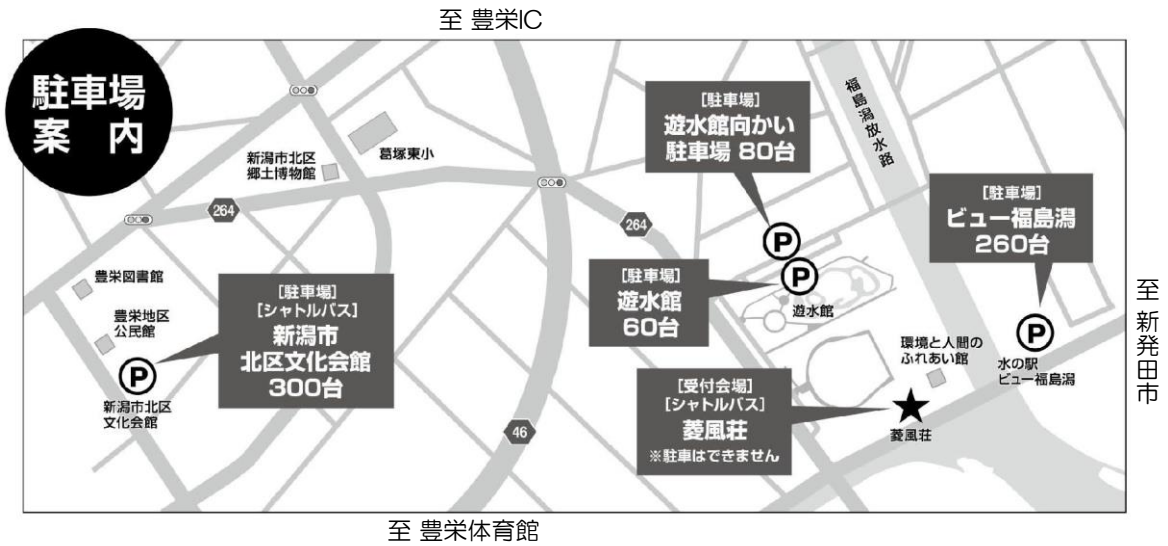 至 豊栄IC
駐車場
案 内
[駐車場]
遊水館向かい
駐車場 80台
福島潟放水路
新潟市北区
郷土博物館
葛塚東小
[駐車場]
ビュー福島潟
260台
264
264
豊栄図書館
豊栄地区
公民館
[駐車場]
[シャトルバス]
新潟市
北区文化会館
300台
P
新潟市北区
文化会館
P
P
[駐車場]
遊水館
60台
遊水館
至 新発田市
環境と人間の
ふれあい館
P
水の駅
ビュー福島潟
[受付会場]
[シャトルバス]
菱風荘
※駐車はできません
菱風荘
46
至 豊栄体育館